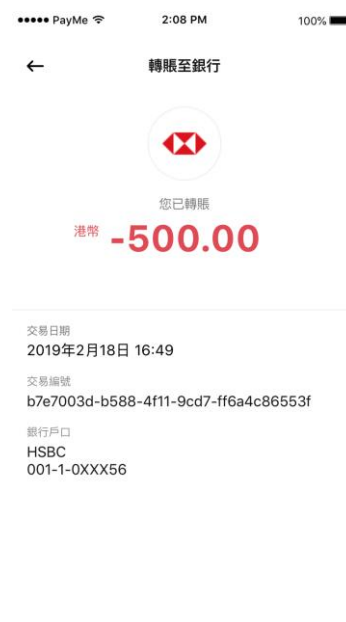 PayMe
2:08 PM
100%
轉賬至銀行
您已轉賬
港幣 -500.00
交易日期
2019年2月18日 16:49
交易編號
b7e7003d-b588-4f11-9cd7-ff6a4c86553f
銀行戶口
HSBC
001-1-0XXX56